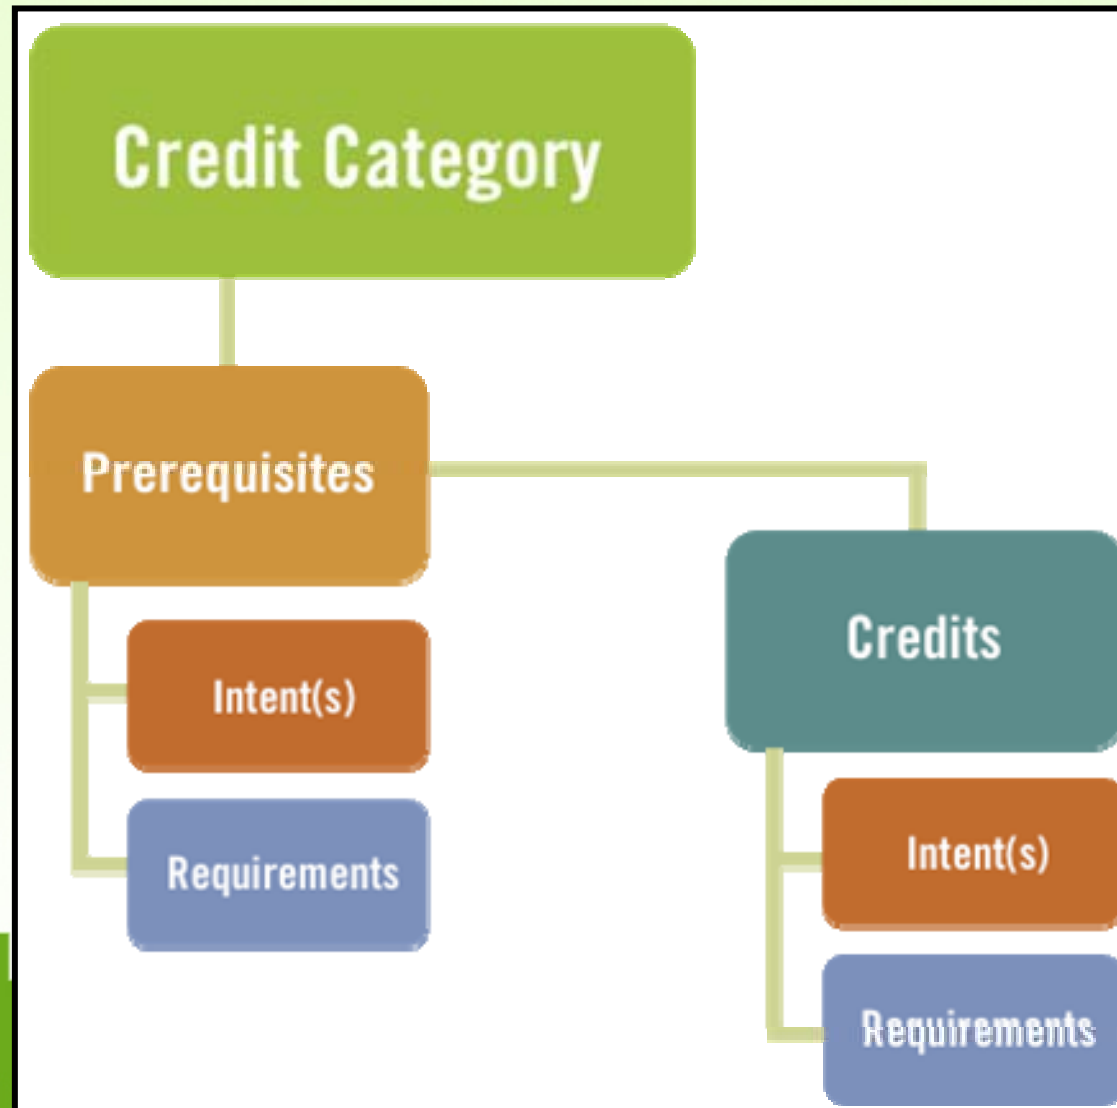 Credit Category
Prerequisites
Intent(s)
Requirements
Credits
Intent(s)
Requirements